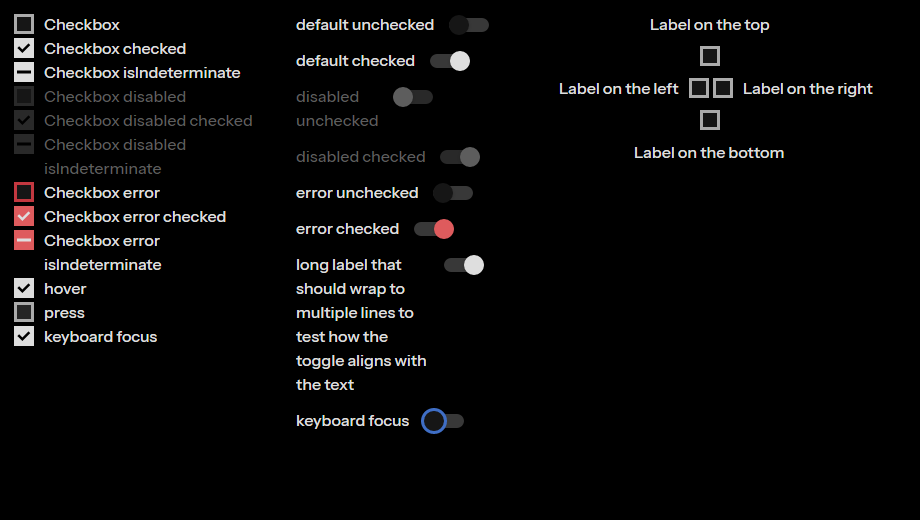 Checkbox
Checkbox checked
Checkbox isIndeterminate
Checkbox disabled
Checkbox disabled checked
Checkbox disabled
isIndeterminate
Checkbox error
Checkbox error checked
Checkbox error
isIndeterminate
hover
press
keyboard focus
default unchecked
default checked
disabled
unchecked
disabled checked
error unchecked
error checked
long label that
should wrap to
multiple lines to
test how the
toggle aligns with
the text
keyboard focus
Label on the top
Label on the left
Label on the right
Label on the bottom